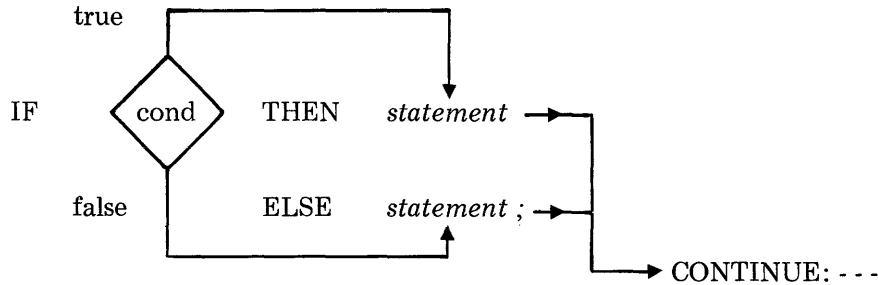 true
IF cond THEN statement
false ELSE statement ;
CONTINUE: - - -